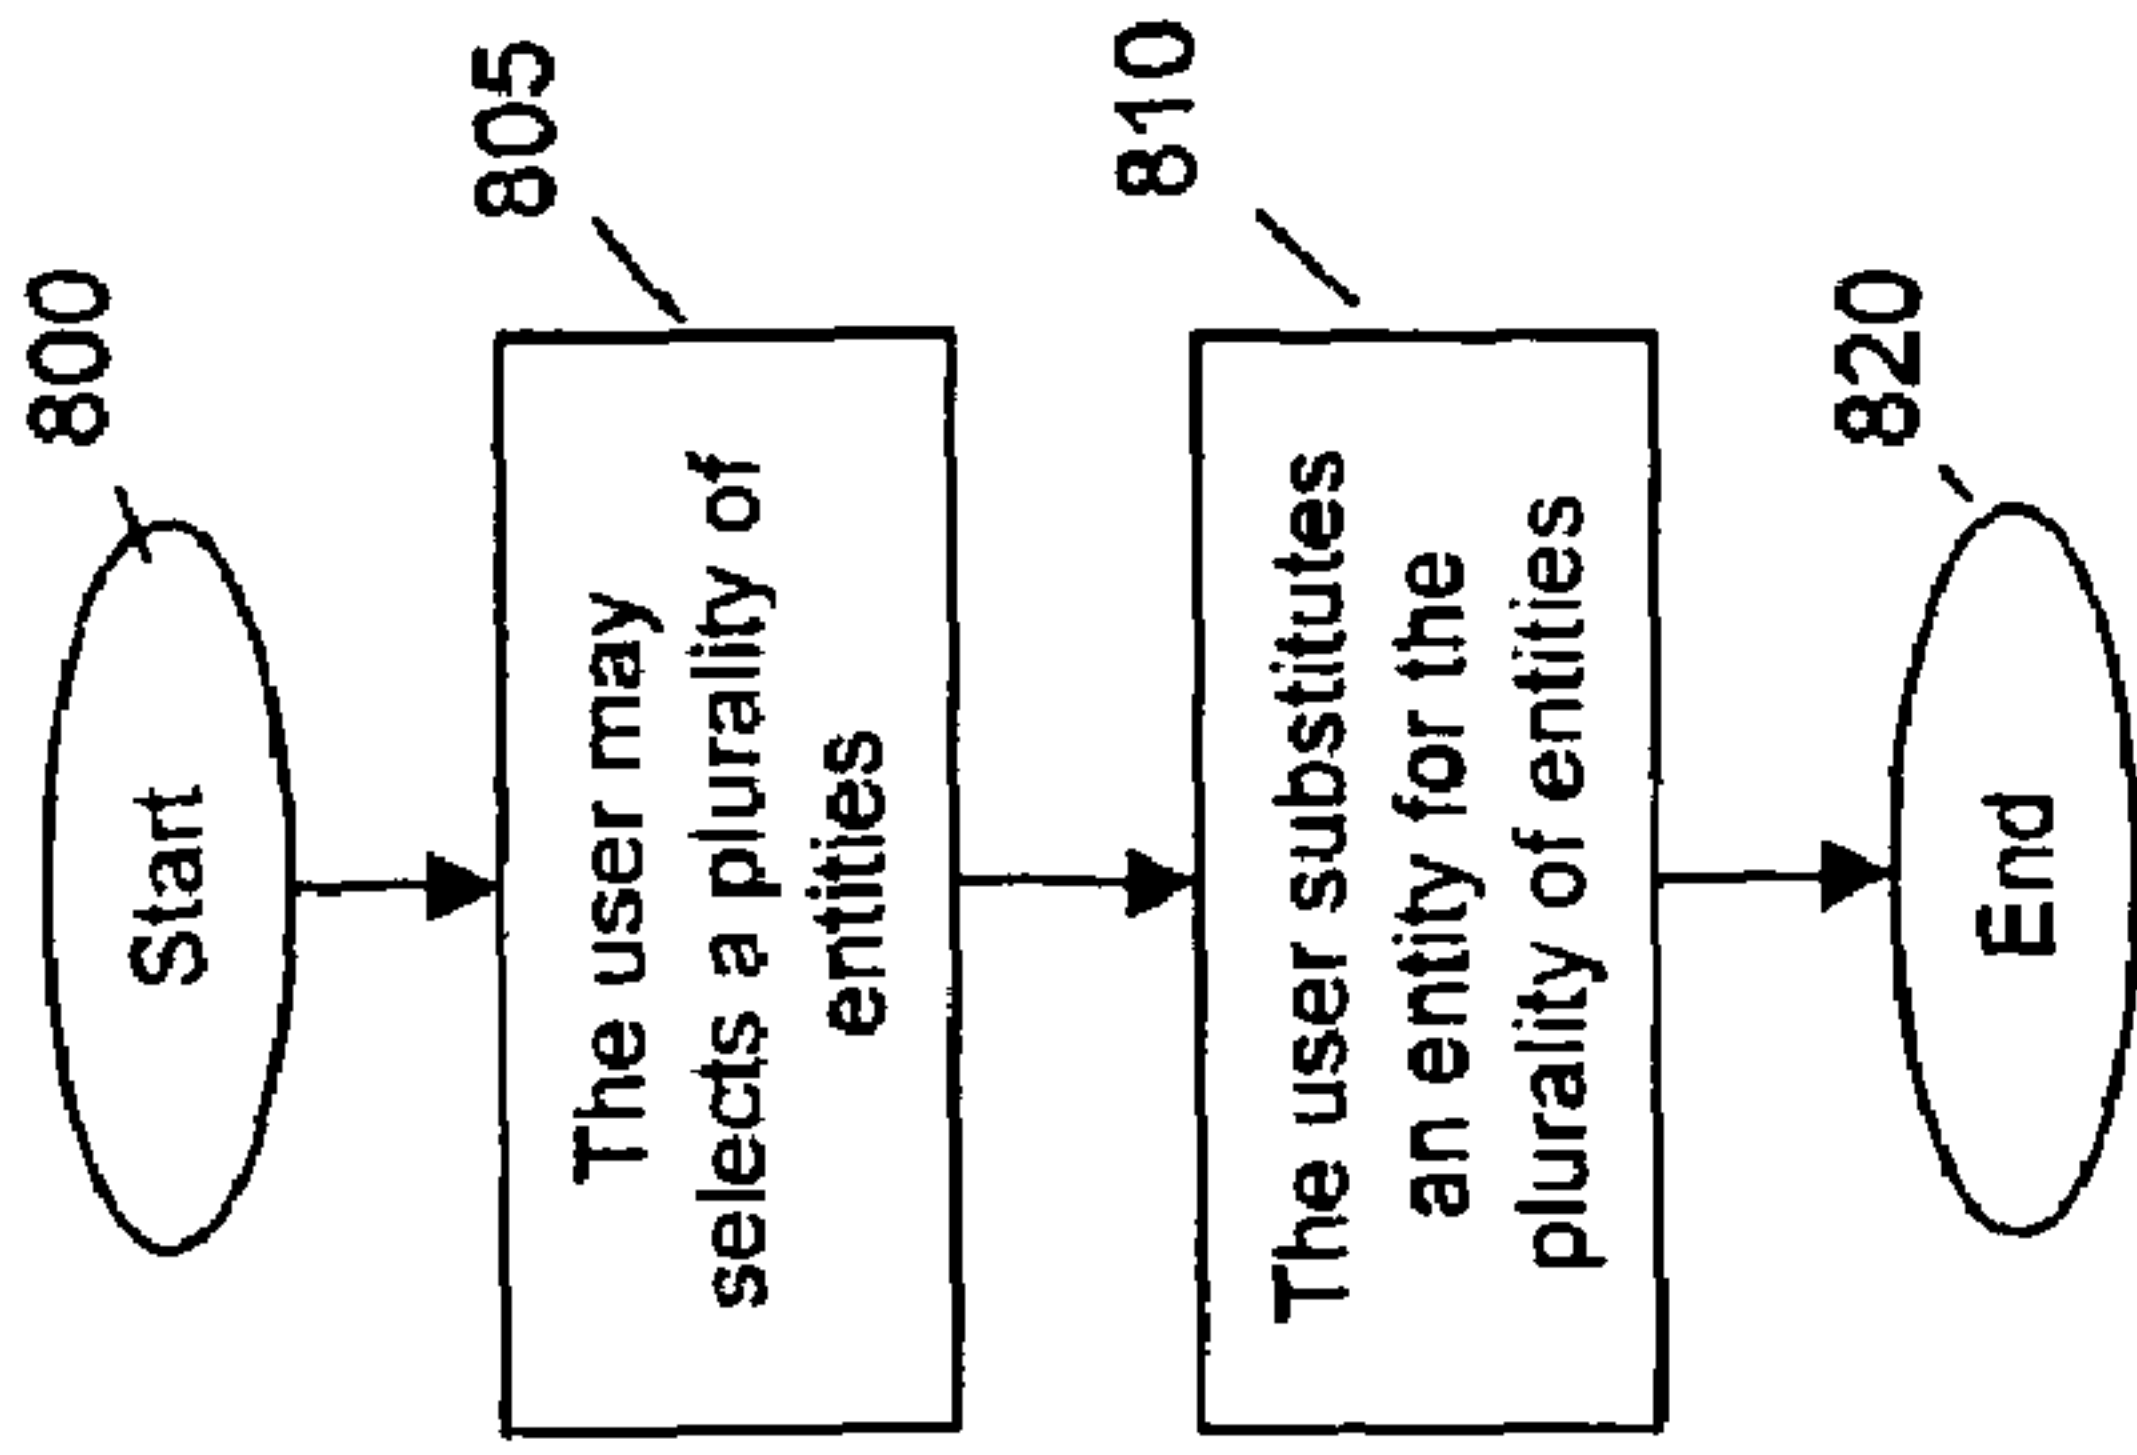 800
Start
805
The user may
selects a plurality of
entities
810
The user substitutes
an entity for the
plurality of entities
820
End